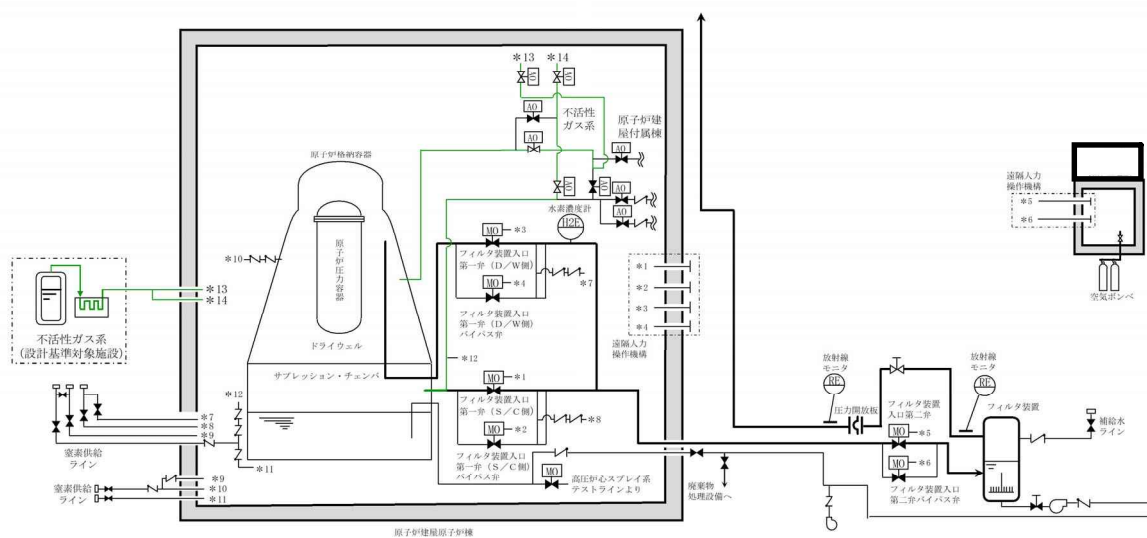 *13
*14
AO
AO
AO
AO
不活性
ガス系
原子炉建
屋付属棟
AO
AO
AO
AO
AO
水素濃度計
H2E
原子炉格納容器
原子炉圧力容器
ドライウェル
サプレッション・チェンバ
*10
MO
*3
フィルタ装置入口
第一弁(D/W側)
MO
*4
*7
フィルタ装置入口
第一弁(D/W側)
バイパス弁
*12
MO
*1
フィルタ装置入口
第一弁(S/C側)
MO
*2
*8
フィルタ装置入口
第一弁(S/C側)
バイパス弁
MO
高圧炉心スプレイ系
テストラインより
*1
*2
*3
*4
遠隔人力
操作機構
*13
*14
不活性ガス系
(設計基準対象施設)
*12
*7
*8
*9
窒素供給
ライン
*11
*9
*10
*11
窒素供給
ライン
原子炉建屋原子炉棟
廃棄物
処理設備へ
遠隔人力
操作機構
*5
*6
空気ボンベ
放射線
モニタ
RE
圧力開放板
放射線
モニタ
RE
フィルタ装置
フィルタ装置
入口第二弁
MO
*5
MO
*6
フィルタ装置入口
第二弁バイパス弁
補給水
ライン